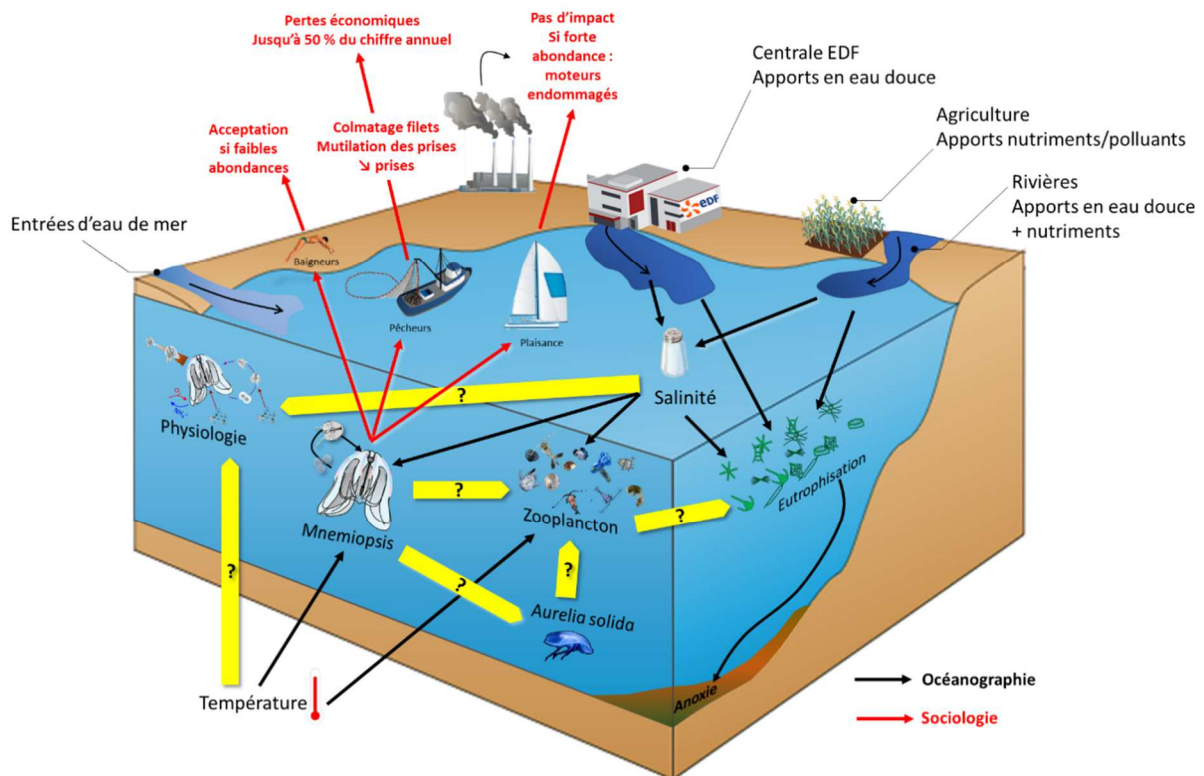 Pertes économiques
Jusqu'à 50 % du chiffre annuel
Pas d'impact
Si forte
abondance :
moteurs
endommagés
Centrale EDF
Apports en eau douce
Agriculture
Apports nutriments/polluants
Rivières
Apports en eau douce
+ nutriments
Acceptation
si faibles
abondances
Colmatage filets
Mutilation des prises
↘ prises
Entrées d'eau de mer
eDF
Baigneurs
Pêcheurs
Plaisance
?
Salinité
Physiologie
?
Zooplancton
?
Eutrophisation
Mnemiopsis
?
?
?
Aurelia solida
Température
Anoxie
Océanographie
Sociologie